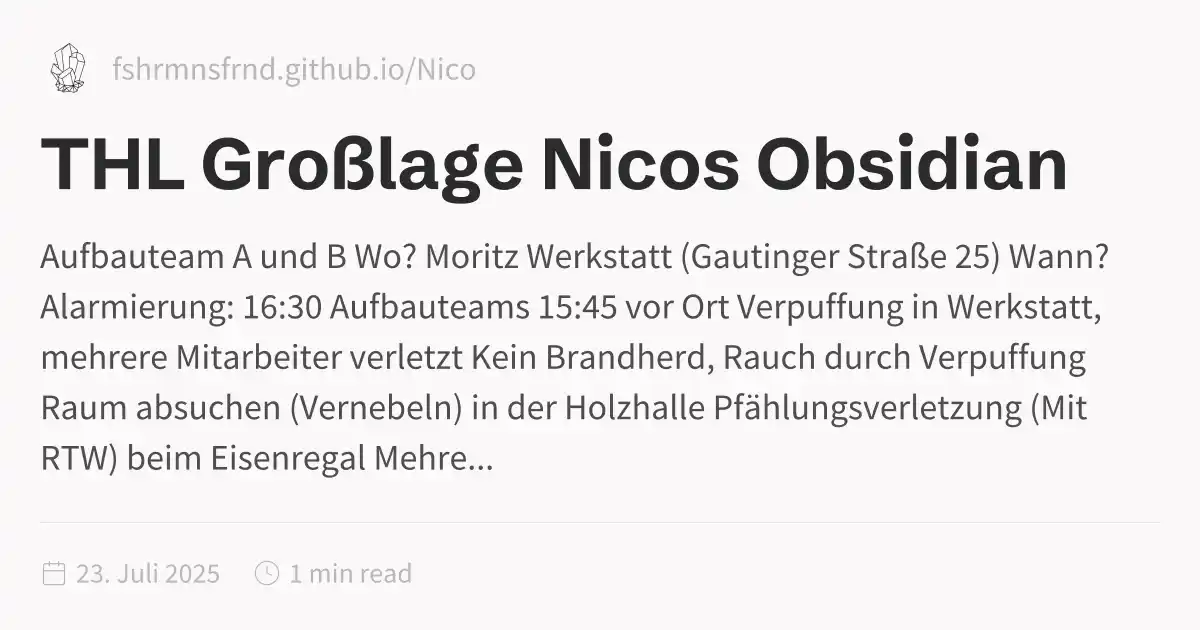 fshrmnsfrnd.github.io/Nico
THL Großlage Nicos Obsidian
Aufbauteam A und B Wo? Moritz Werkstatt (Gautinger Straße 25) Wann?
Alarmierung: 16:30 Aufbauteams 15:45 vor Ort Verpuffung in Werkstatt,
mehrere Mitarbeiter verletzt Kein Brandherd, Rauch durch Verpuffung
Raum absuchen (Vernebeln) in der Holzhalle Pfählungsverletzung (Mit
RTW) beim Eisenregal Mehre...
23. Juli 2025
1 min read